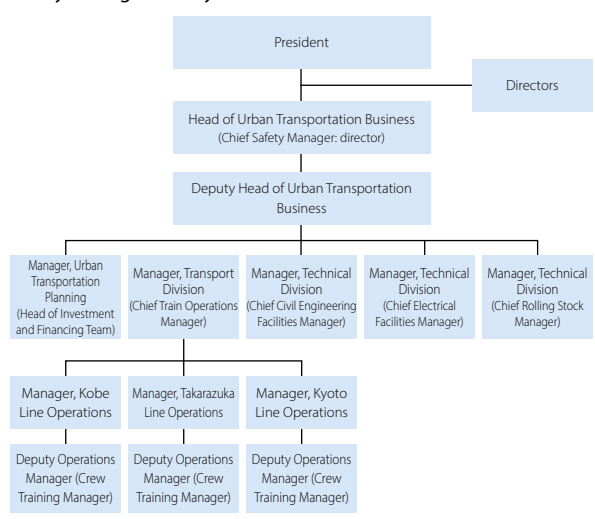 President
Directors
Head of Urban Transportation Business
(Chief Safety Manager: director)
Deputy Head of Urban Transportation
Business
Manager, Urban
Transportation
Planning
(Head of Investment
and Financing Team)
Manager, Transport
Division
(Chief Train Operations
Manager)
Manager, Technical
Division
(Chief Civil Engineering
Facilities Manager)
Manager, Technical
Division
(Chief Electrical
Facilities Manager)
Manager, Technical
Division
(Chief Rolling Stock
Manager)
Manager, Kobe
Line Operations
Manager, Takarazuka
Line Operations
Manager, Kyoto
Line Operations
Deputy Operations
Manager (Crew
Training Manager)
Deputy Operations
Manager (Crew
Training Manager)
Deputy Operations
Manager (Crew
Training Manager)